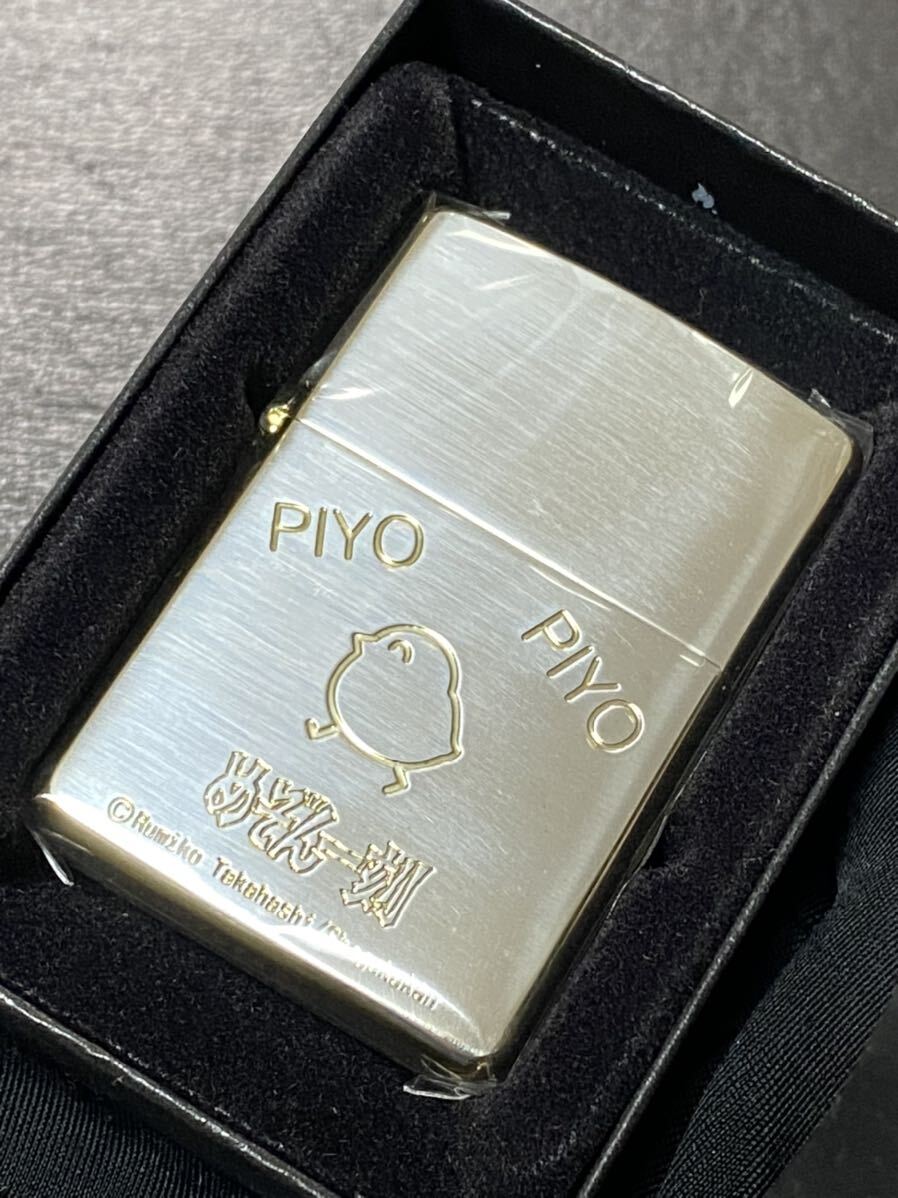 PIYO
PIYO
めぞん一刻
©Rumiko Takahashi/